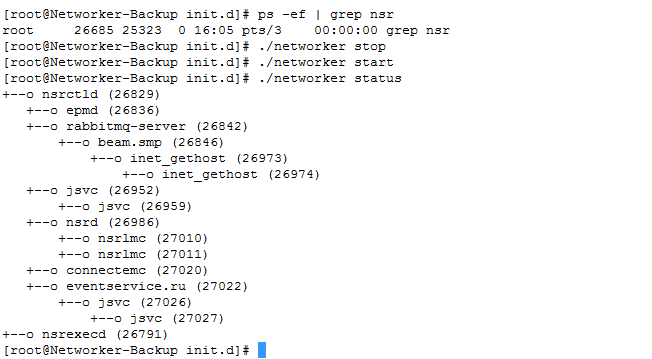 [root@Networker-Backup init.d]# ps -ef | grep nsr
root     26685 25323  0 16:05 pts/3    00:00:00 grep nsr
[root@Networker-Backup init.d]# ./networker stop
[root@Networker-Backup init.d]# ./networker start
[root@Networker-Backup init.d]# ./networker status
+--o nsrctld (26829)
   +--o epmd (26836)
   +--o rabbitmq-server (26842)
       +--o beam.smp (26846)
           +--o inet_gethost (26973)
               +--o inet_gethost (26974)
   +--o jsvc (26952)
       +--o jsvc (26959)
   +--o nsrd (26986)
       +--o nsrlmc (27010)
       +--o nsrlmc (27011)
   +--o connectemc (27020)
   +--o eventservice.ru (27022)
       +--o jsvc (27026)
           +--o jsvc (27027)
+--o nsrexecd (26791)
[root@Networker-Backup init.d]#